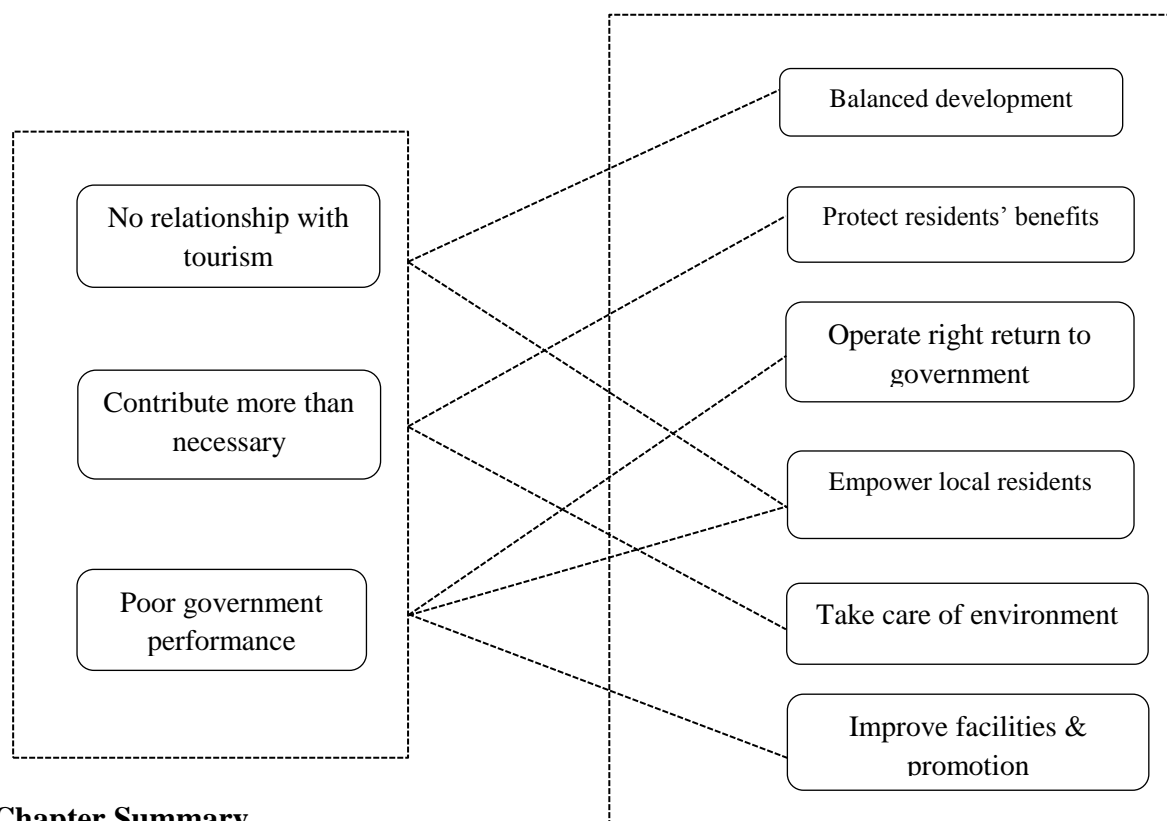 Balanced development
No relationship with
tourism
Protect residents’ benefits
Operate right return to
government
Contribute more than
necessary
Empower local residents
Poor government
performance
Take care of environment
Improve facilities &
promotion
Chapter Summary